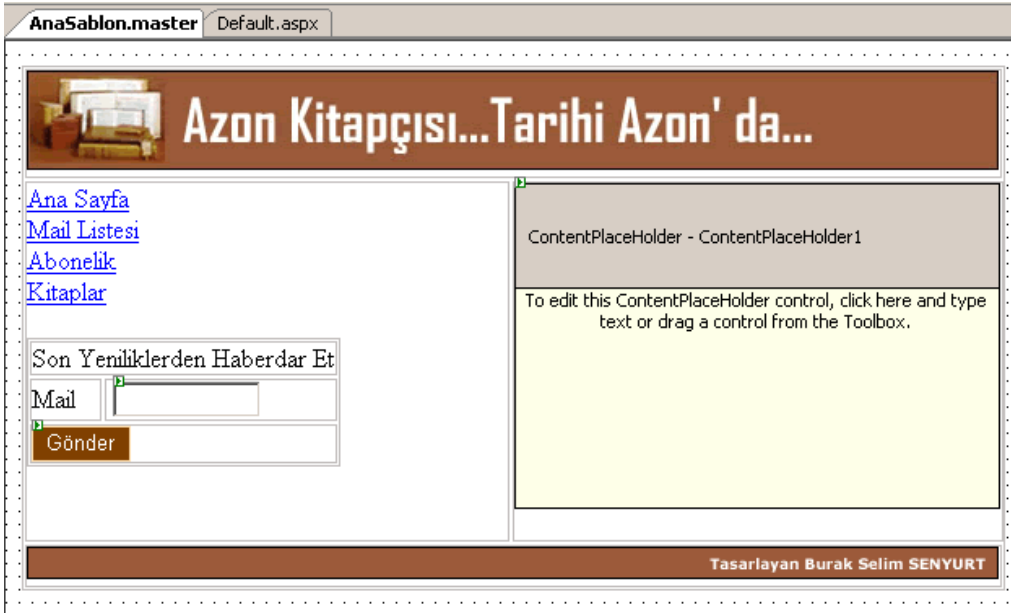 AnaSablon.master Default.aspx
Azon Kitapçısı...Tarihi Azon' da...
Ana Sayfa
Mail Listesi
Abonelik
Kitaplar
Son Yeniliklerden Haberdar Et
Mail
Gönder
ContentPlaceHolder - ContentPlaceHolder1
To edit this ContentPlaceHolder control, click here and type
text or drag a control from the Toolbox.
Tasarlayan Burak Selim SENYURT